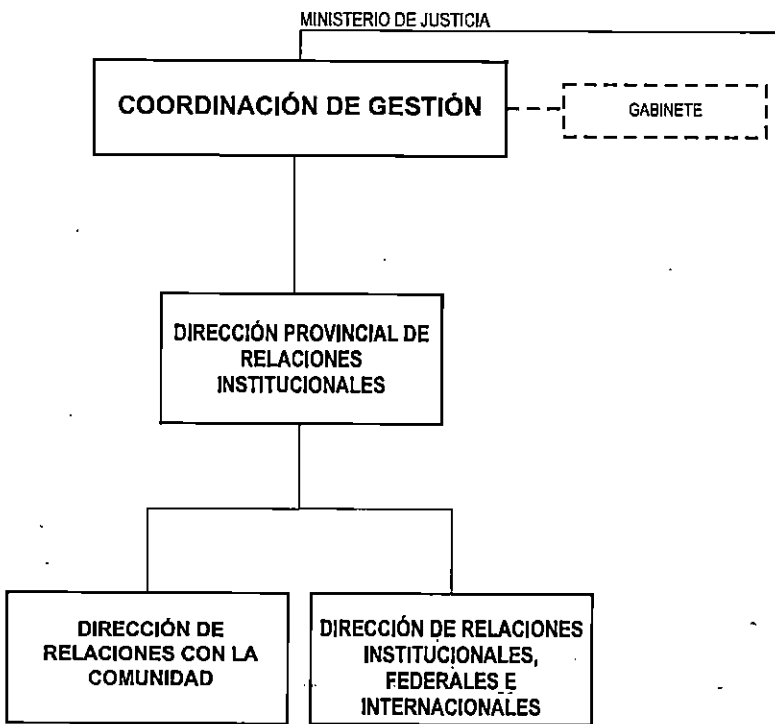 MINISTERIO DE JUSTICIA
COORDINACIÓN DE GESTIÓN
GABINETE
DIRECCIÓN PROVINCIAL DE
RELACIONES
INSTITUCIONALES
DIRECCIÓN DE
RELACIONES CON LA
COMUNIDAD
DIRECCIÓN DE RELACIONES
INSTITUCIONALES,
FEDERALES E
INTERNACIONALES